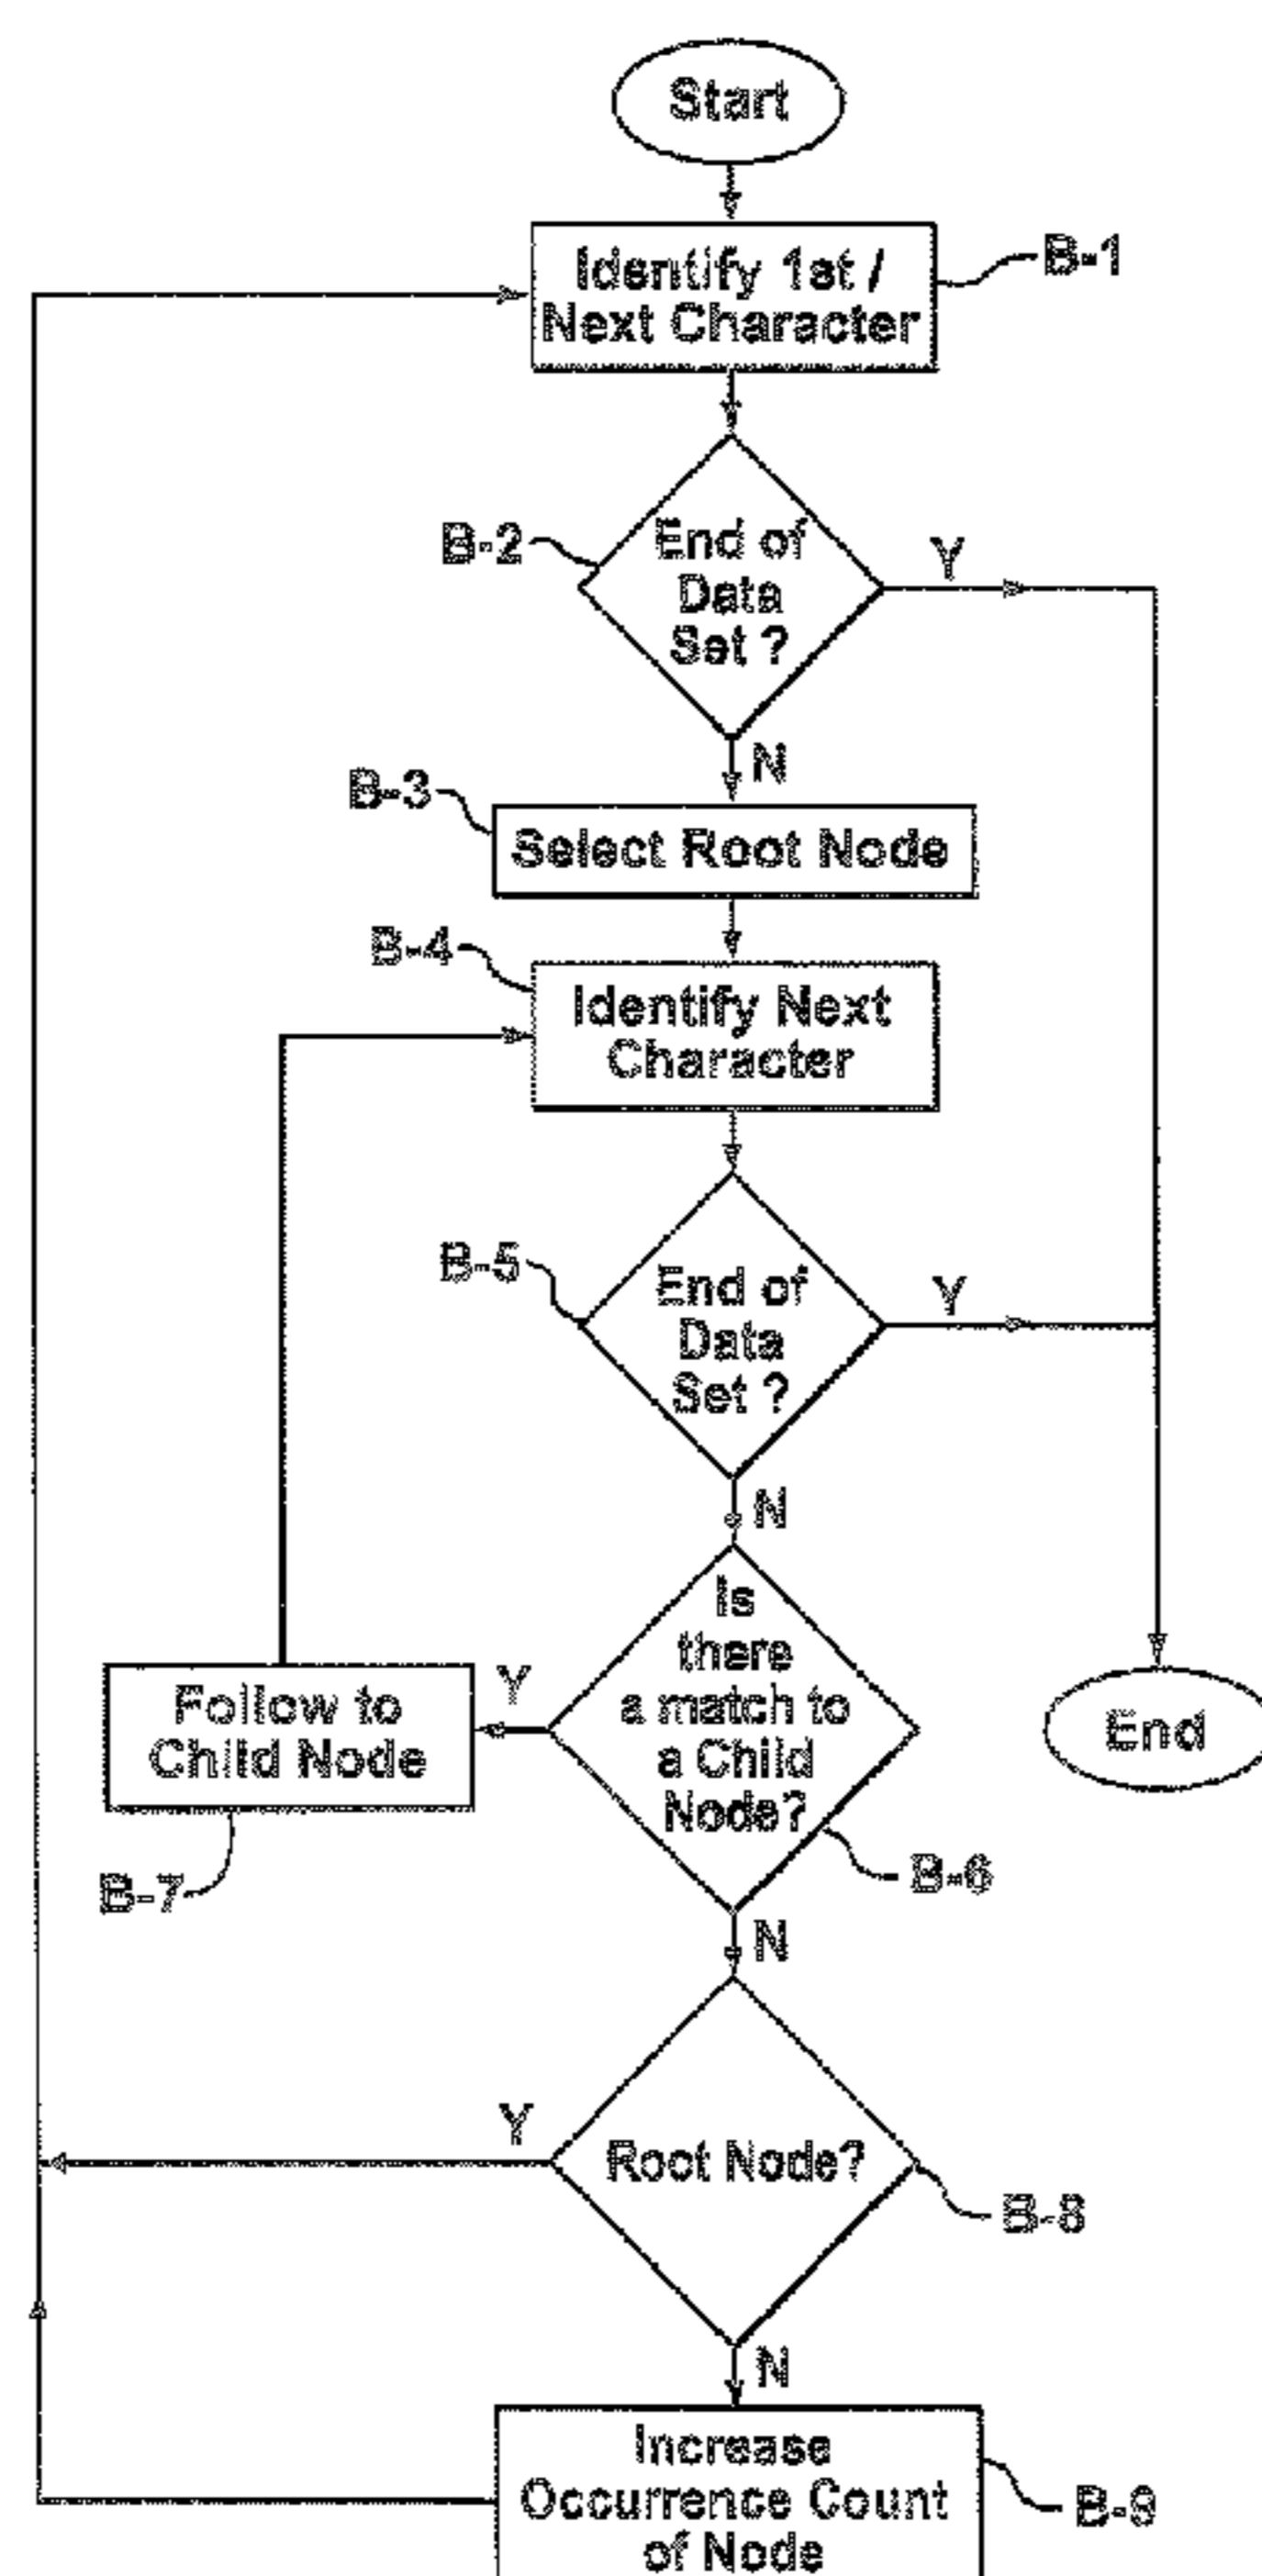 Start
Identify 1st /
Next Character
B-1
B-2
End of
Data
Set ?
Y
N
B-3
Select Root Node
B-4
Identify Next
Character
B-5
End of
Data
Set ?
Y
N
Is
there
a match to
a Child
Node?
Y
Follow to
Child Node
End
B-7
B-6
N
Y
Root Node?
B-8
N
Increase
Occurrence Count
of Node
B-9